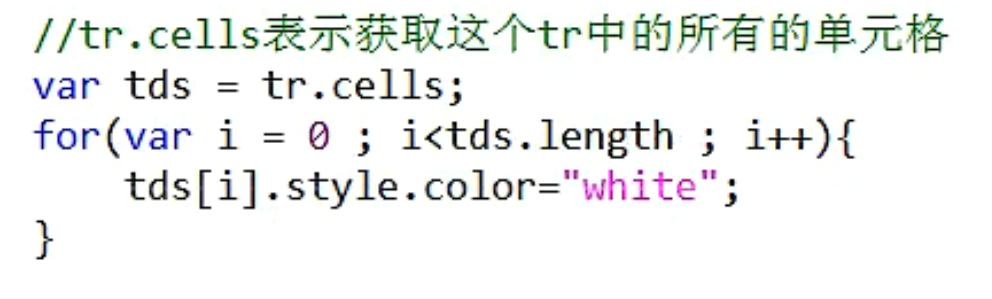 //tr.cells表示获取这个tr中的所有的单元格
var tds = tr.cells;
for(var i = 0 ; i<tds.length ; i++){
    tds[i].style.color="white";
}